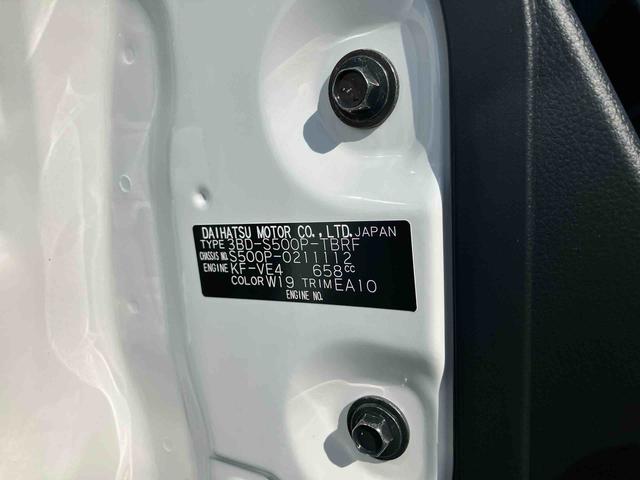 DAIHATSU MOTOR CO.,LTD. JAPAN
TYPE 3BD-S500P-TBRF
CHASSIS NO. S500P-0211112
ENGINE KF-VE4 658cc
COLOR W19 TRIM EA10
ENGINE NO.